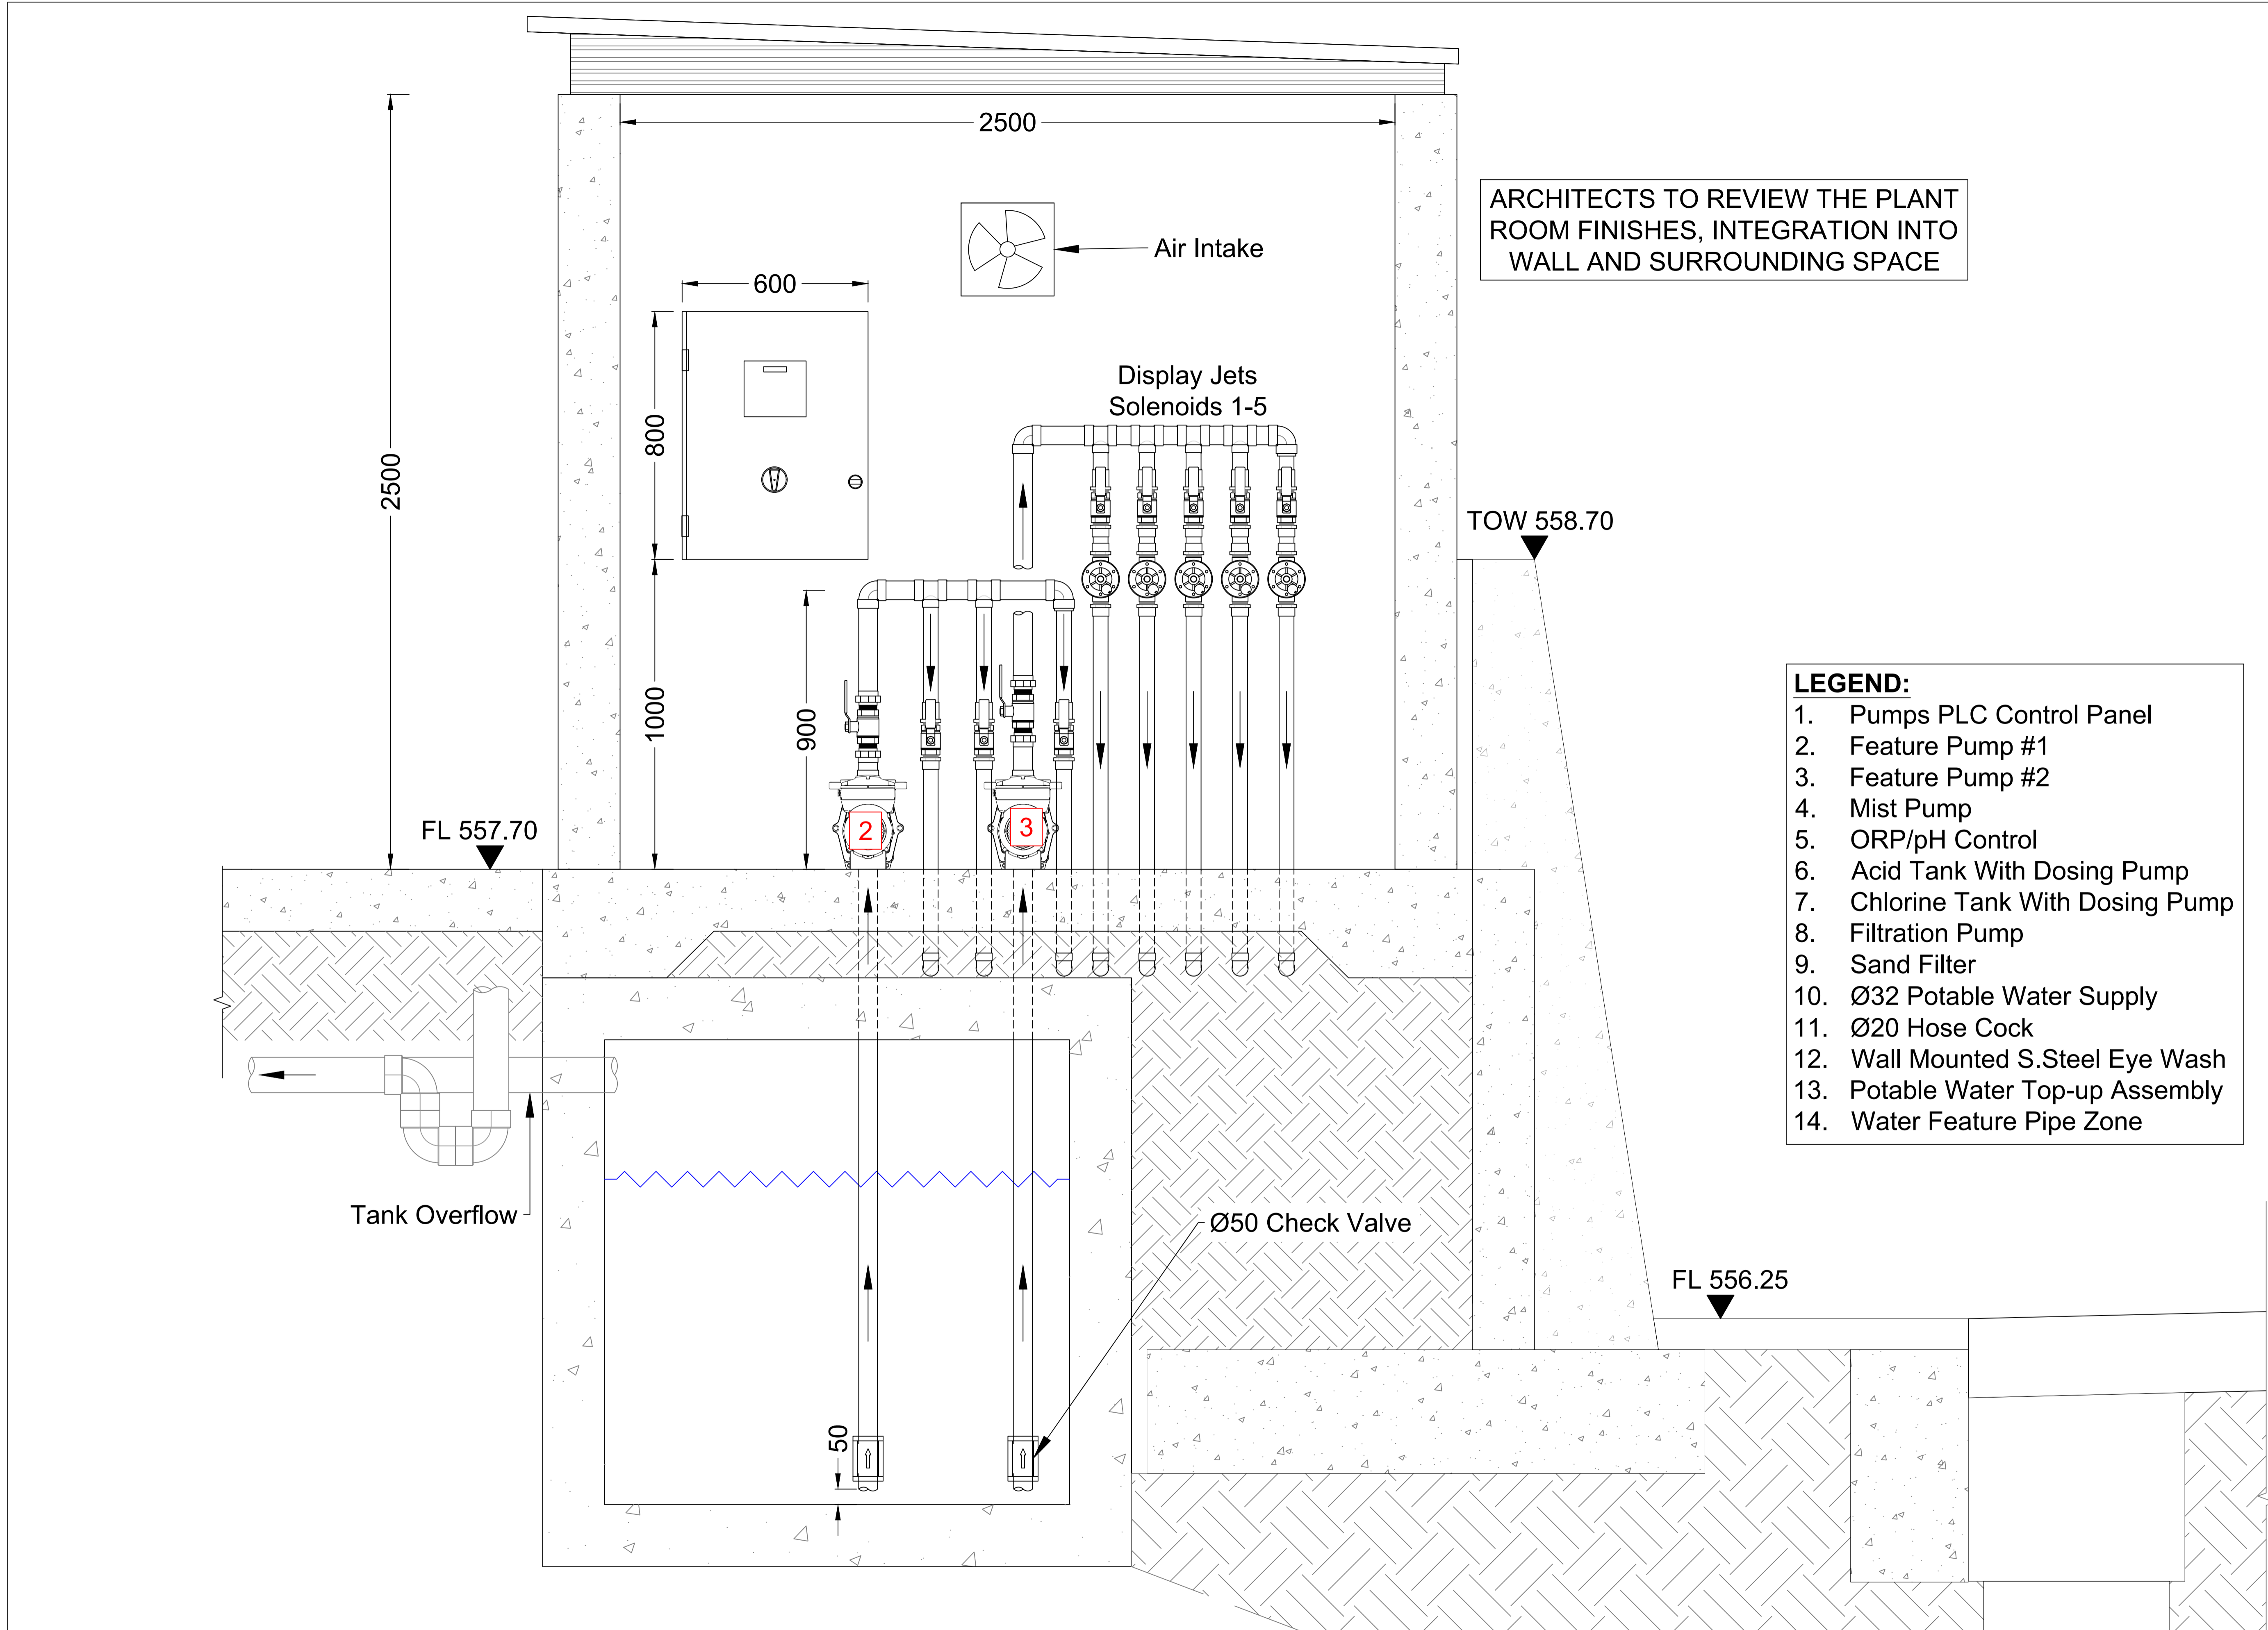 2500
ARCHITECTS TO REVIEW THE PLANT
ROOM FINISHES, INTEGRATION INTO
WALL AND SURROUNDING SPACE
Air Intake
600
Display Jets
Solenoids 1-5
800
2500
TOW 558.70
1000
900
FL 557.70
2
3
LEGEND:
1. Pumps PLC Control Panel
2. Feature Pump #1
3. Feature Pump #2
4. Mist Pump
5. ORP/pH Control
6. Acid Tank With Dosing Pump
7. Chlorine Tank With Dosing Pump
8. Filtration Pump
9. Sand Filter
10. Ø32 Potable Water Supply
11. Ø20 Hose Cock
12. Wall Mounted S.Steel Eye Wash
13. Potable Water Top-up Assembly
14. Water Feature Pipe Zone
Tank Overflow
Ø50 Check Valve
FL 556.25
50